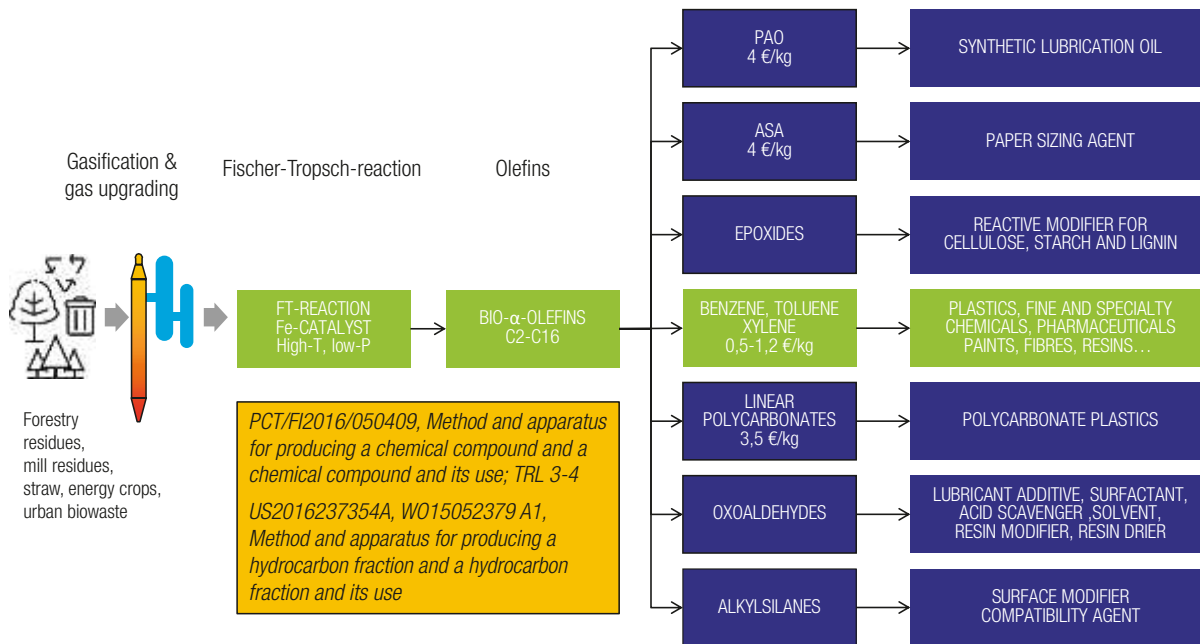 Gasification &
gas upgrading
Fischer-Tropsch-reaction
Olefins
Forestry
residues,
mill residues,
straw, energy crops,
urban biowaste
FT-REACTION
Fe-CATALYST
High-T, low-P
BIO-α-OLEFINS
C2-C16
PCT/FI2016/050409, Method and apparatus
for producing a chemical compound and a
chemical compound and its use; TRL 3-4
US2016237354A, WO15052379 A1,
Method and apparatus for producing a
hydrocarbon fraction and a hydrocarbon
fraction and its use
PAO
4 €/kg
SYNTHETIC LUBRICATION OIL
ASA
4 €/kg
PAPER SIZING AGENT
EPOXIDES
REACTIVE MODIFIER FOR
CELLULOSE, STARCH AND LIGNIN
BENZENE, TOLUENE
XYLENE
0,5-1,2 €/kg
PLASTICS, FINE AND SPECIALTY
CHEMICALS, PHARMACEUTICALS
PAINTS, FIBRES, RESINS…
LINEAR
POLYCARBONATES
3,5 €/kg
POLYCARBONATE PLASTICS
OXOALDEHYDES
LUBRICANT ADDITIVE, SURFACTANT,
ACID SCAVENGER ,SOLVENT,
RESIN MODIFIER, RESIN DRIER
ALKYLSILANES
SURFACE MODIFIER
COMPATIBILITY AGENT